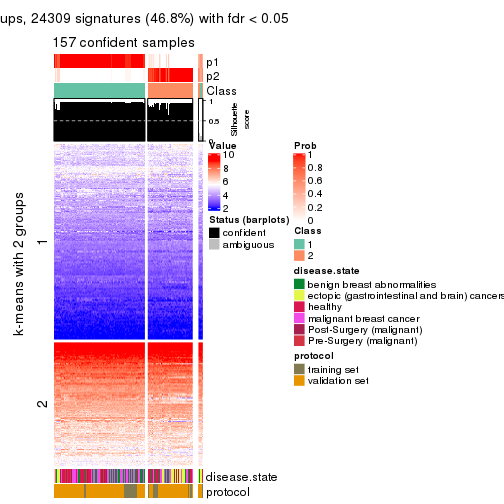 ups, 24309 signatures (46.8%) with fdr < 0.05
157 confident samples
p1
p2
Class
1
0.5
0
Silhouette
score
Value
10
8
6
4
2
Status (barplots)
confident
ambiguous
Prob
1
0.8
0.6
0.4
0.2
0
Class
1
2
disease.state
benign breast abnormalities
ectopic (gastrointestinal and brain) cancers
healthy
malignant breast cancer
Post-Surgery (malignant)
Pre-Surgery (malignant)
protocol
training set
validation set
k-means with 2 groups
1
2
disease.state
protocol